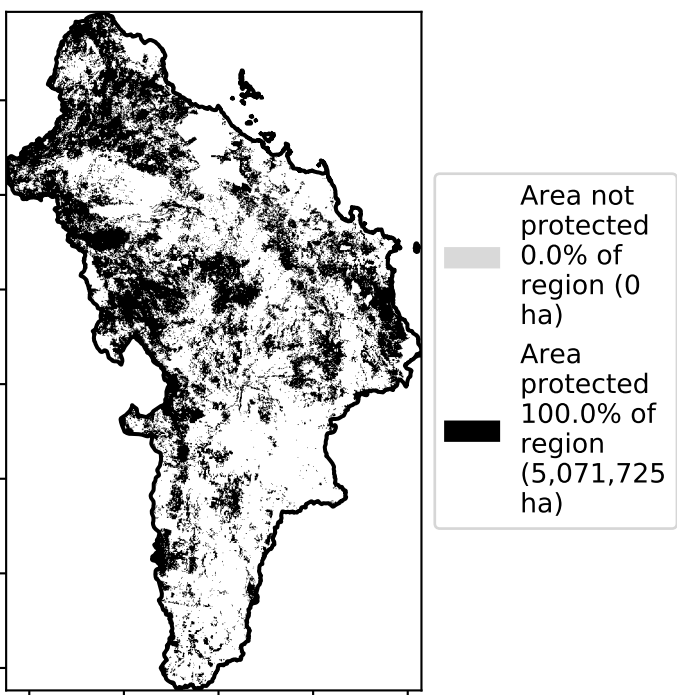 Area not
protected
0.0% of
region (0
ha)
Area
protected
100.0% of
region
(5,071,725
ha)